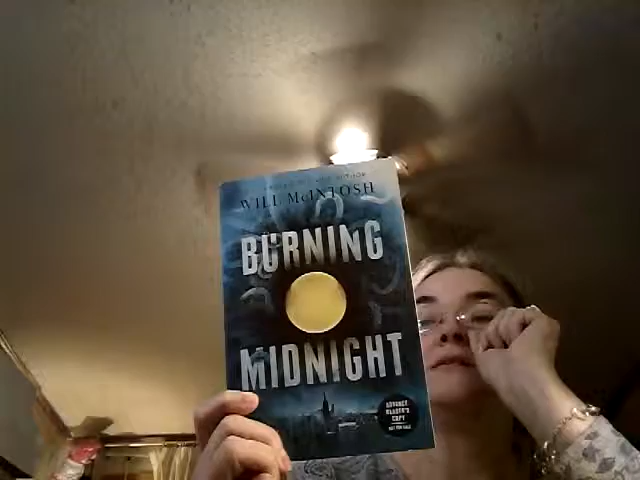 WILL McINTOSH
BURNING
MIDNIGHT
ADVANCE
READER'S
COPY
NOT FOR SALE